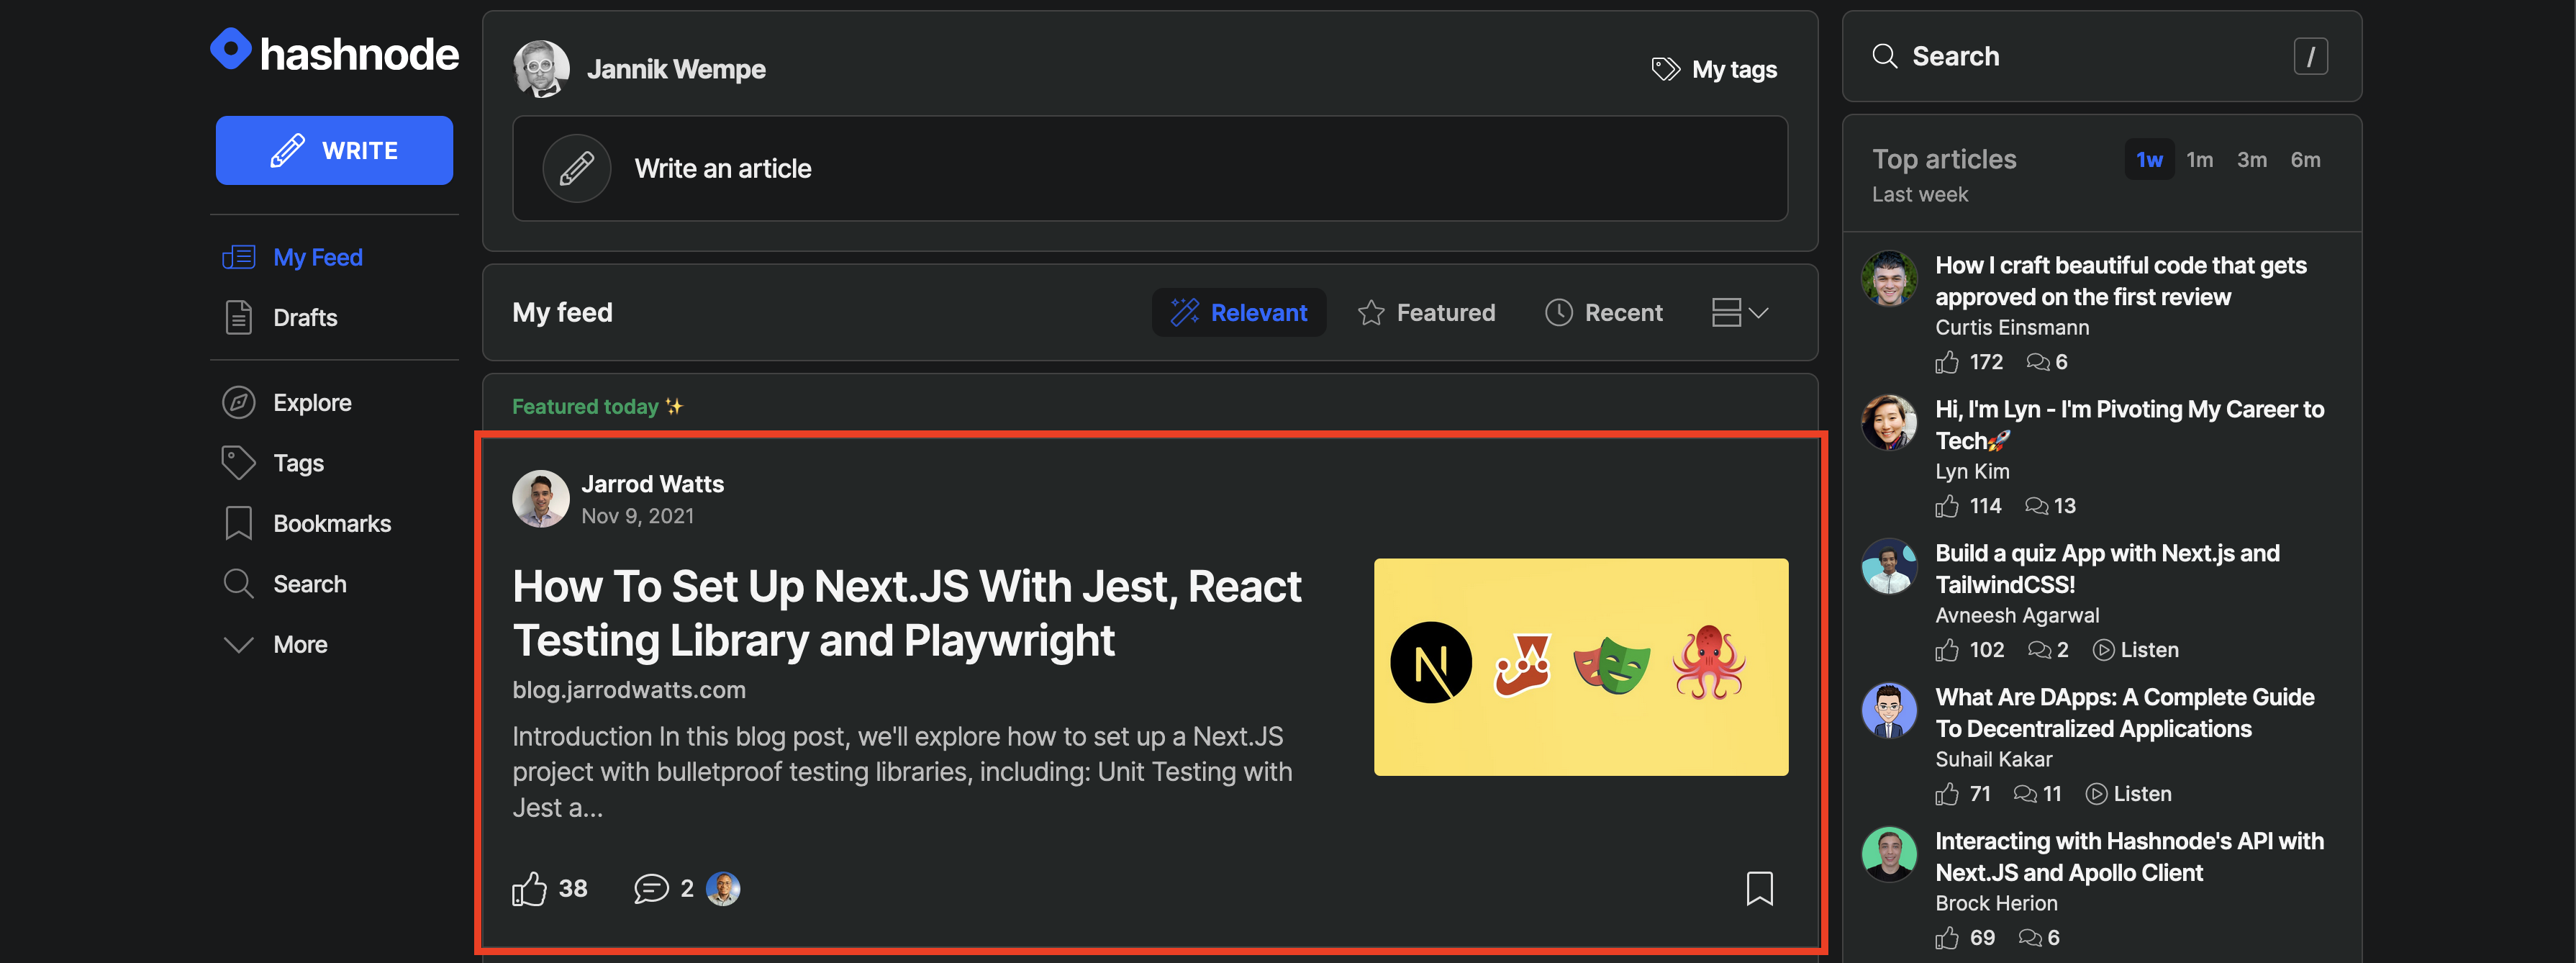 hashnode
WRITE
My Feed
Drafts
Explore
Tags
Bookmarks
Search
More
Jannik Wempe
My tags
Write an article
My feed
Relevant
Featured
Recent
Featured today ✨
Jarrod Watts
Nov 9, 2021
How To Set Up Next.JS With Jest, React
Testing Library and Playwright
blog.jarrodwatts.com
Introduction In this blog post, we'll explore how to set up a Next.JS
project with bulletproof testing libraries, including: Unit Testing with
Jest a...
N
38
2
Search
/
Top articles
1w 1m 3m 6m
Last week
How I craft beautiful code that gets
approved on the first review
Curtis Einsmann
172 6
Hi, I'm Lyn - I'm Pivoting My Career to
Tech🚀
Lyn Kim
114 13
Build a quiz App with Next.js and
TailwindCSS!
Avneesh Agarwal
102 2 Listen
What Are DApps: A Complete Guide
To Decentralized Applications
Suhail Kakar
71 11 Listen
Interacting with Hashnode's API with
Next.JS and Apollo Client
Brock Herion
69 6